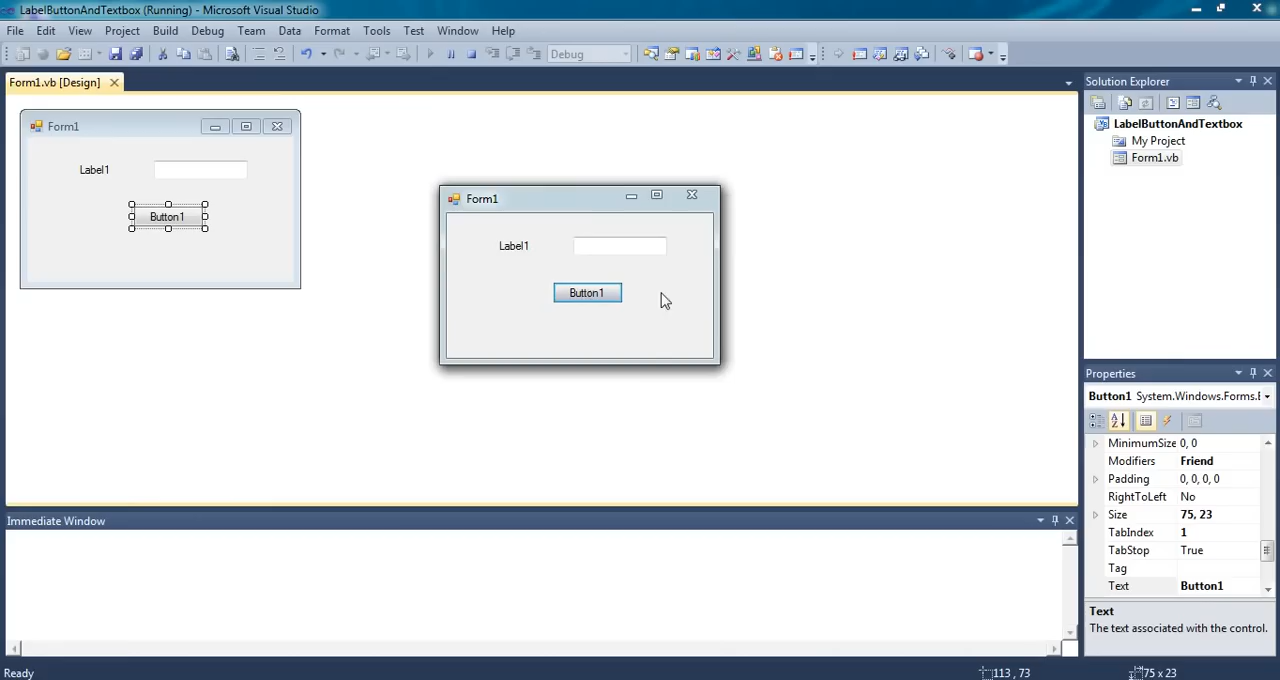 LabelButtonAndTextbox (Running) - Microsoft Visual Studio
File Edit View Project Build Debug Team Data Format Tools Test Window Help
Debug
Form1.vb [Design]
Form1
Label1
Button1
Form1
Label1
Button1
Solution Explorer
LabelButtonAndTextbox
My Project
Form1.vb
Properties
Button1 System.Windows.Forms.E
MinimumSize 0, 0
Modifiers Friend
Padding 0, 0, 0, 0
RightToLeft No
Size 75, 23
TabIndex 1
TabStop True
Tag
Text Button1
Text
The text associated with the control.
Immediate Window
Ready 113 , 73 75 x 23